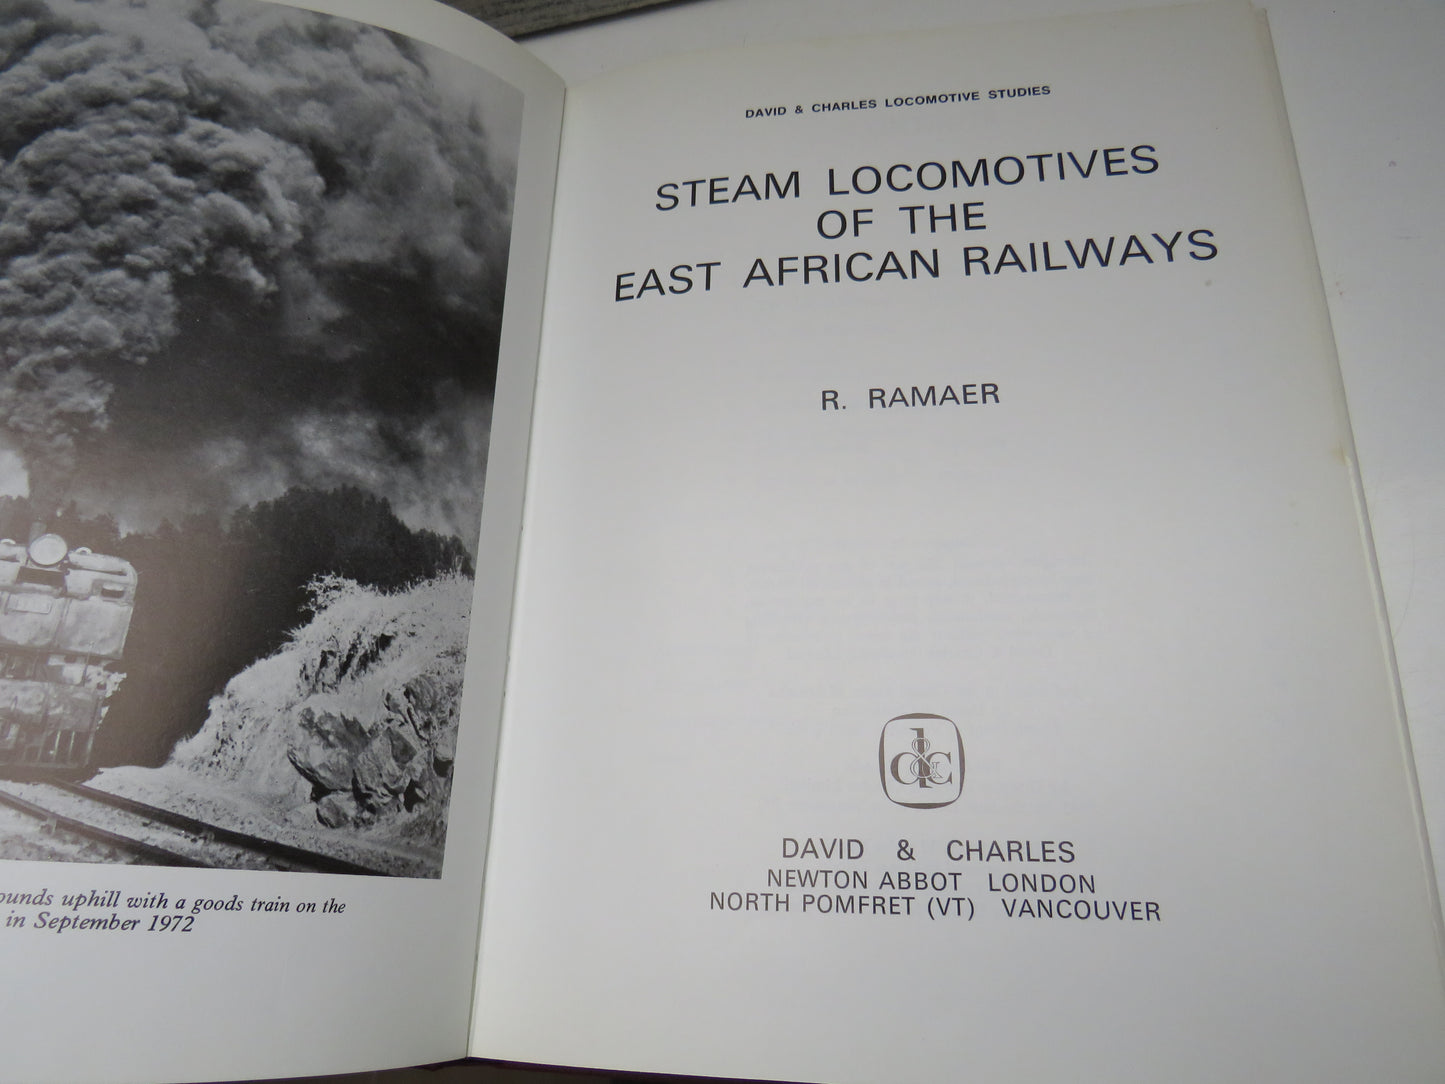 ounds uphill with a goods train on the
in September 1972
DAVID & CHARLES LOCOMOTIVE STUDIES
STEAM LOCOMOTIVES
OF THE
EAST AFRICAN RAILWAYS
R. RAMAER
d&c
DAVID & CHARLES
NEWTON ABBOT LONDON
NORTH POMFRET (VT) VANCOUVER